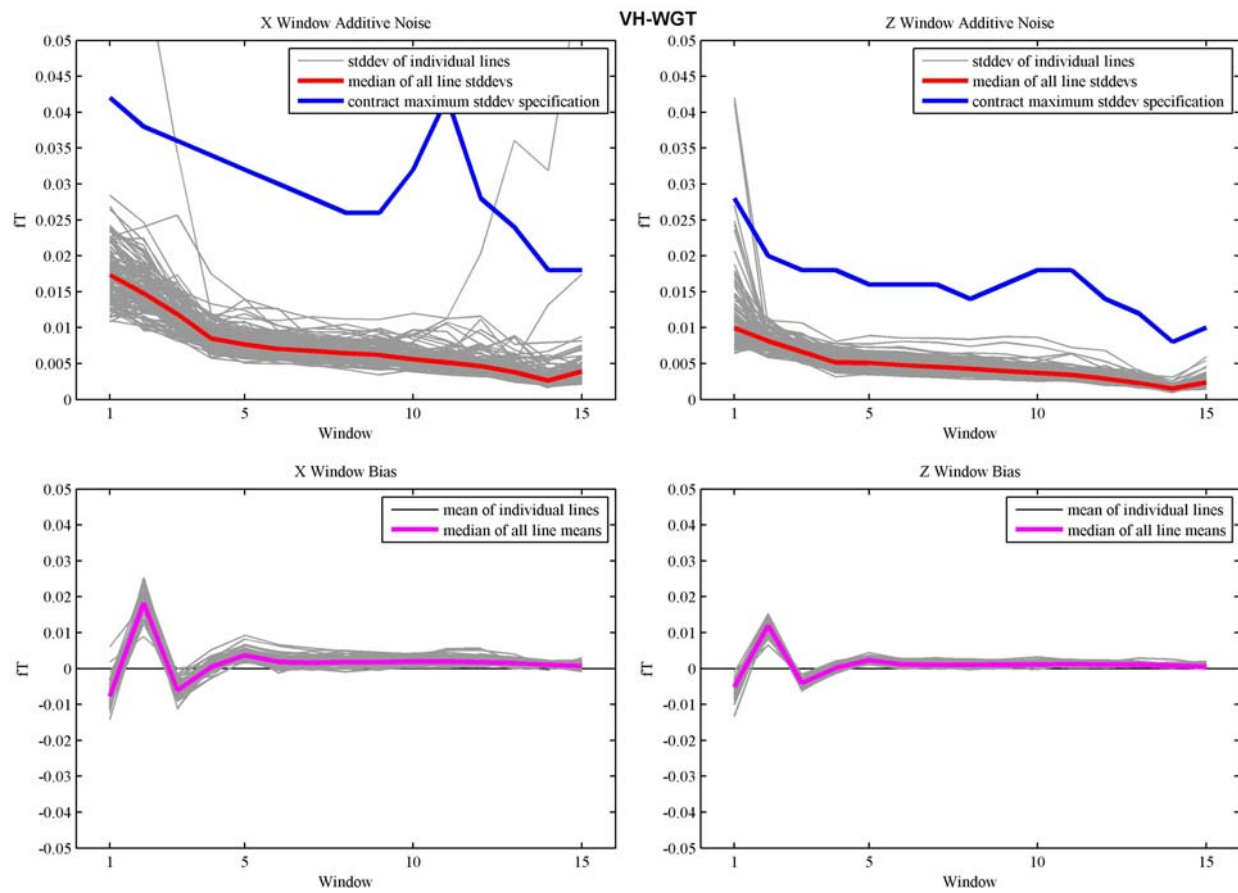 VH-WGT
X Window Additive Noise
0.05
0.045
0.04
0.035
0.03
0.025
0.02
0.015
0.01
0.005
0
fT
stddev of individual lines
median of all line stddevs
contract maximum stddev specification
1
5
10
15
Window
Z Window Additive Noise
0.05
0.045
0.04
0.035
0.03
0.025
0.02
0.015
0.01
0.005
0
fT
stddev of individual lines
median of all line stddevs
contract maximum stddev specification
1
5
10
15
Window
X Window Bias
0.05
0.04
0.03
0.02
0.01
0
-0.01
-0.02
-0.03
-0.04
-0.05
fT
mean of individual lines
median of all line means
1
5
10
15
Window
Z Window Bias
0.05
0.04
0.03
0.02
0.01
0
-0.01
-0.02
-0.03
-0.04
-0.05
fT
mean of individual lines
median of all line means
1
5
10
15
Window